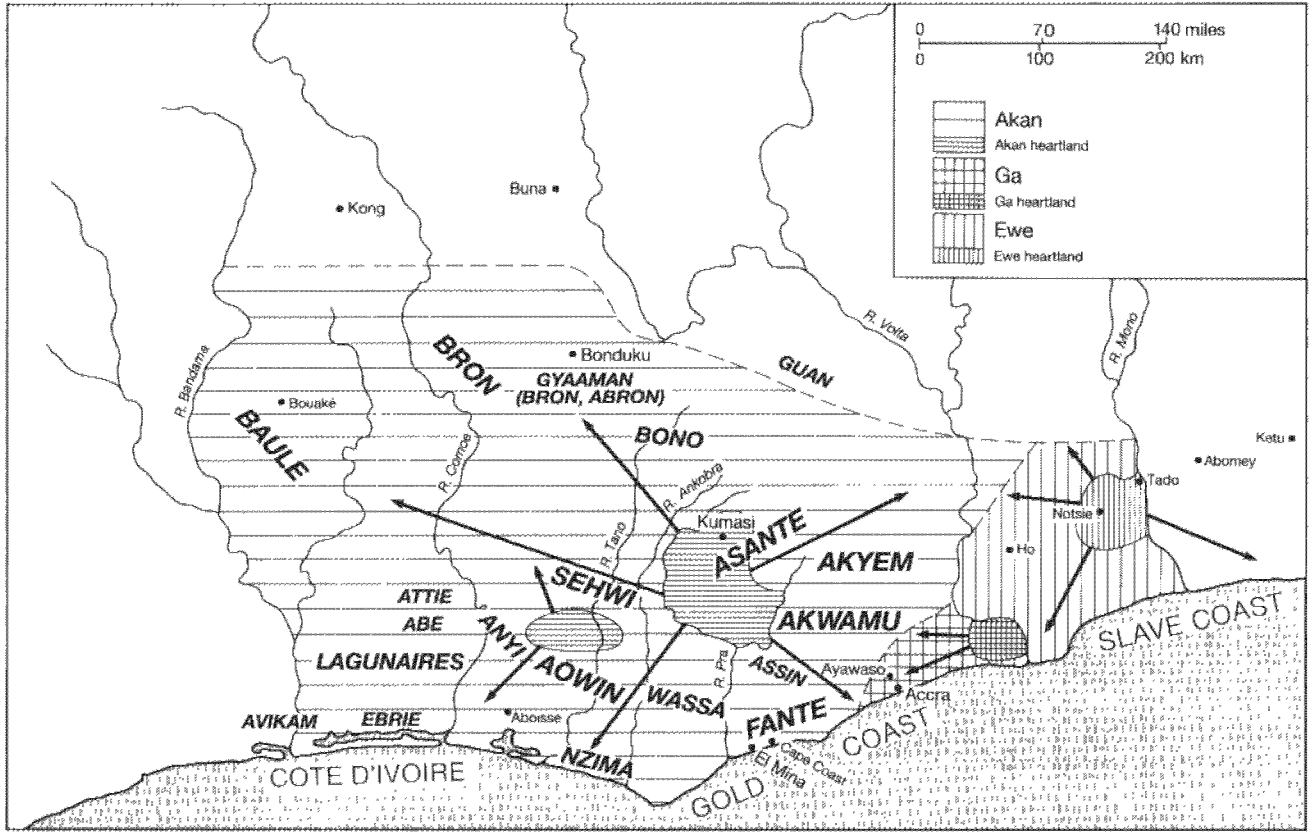 0 70 140 miles
0 100 200 km
Akan
Akan heartland
Ga
Ga heartland
Ewe
Ewe heartland
Buna
Kong
R. Volta
R. Mono
BRON
Bonduku
GUAN
R. Bandama
GYAAMAN
(BRON, ABRON)
Bouaké
BAULE
BONO
Ketu
Abomey
R. Comoe
R. Ankobra
Tado
Notsie
Kumasi
ASANTE
R. Tano
Ho
AKYEM
SEHWI
ATTIE
ABE
ANYI
AKWAMU
SLAVE COAST
LAGUNAIRES
AOWIN
R. Pra
ASSIN
Ayawaso
Accra
WASSA
AVIKAM
EBRIE
Aboisse
FANTE
COAST
NZIMA
Cape Coast
El Mina
COTE D'IVOIRE
GOLD